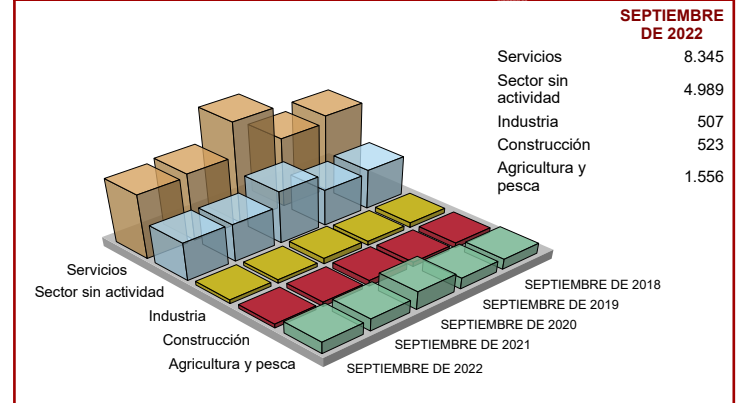 SEPTIEMBRE
DE 2022
Servicios 8.345
Sector sin
actividad 4.989
Industria 507
Construcción 523
Agricultura y
pesca 1.556
Servicios
Sector sin actividad
Industria
Construcción
Agricultura y pesca
SEPTIEMBRE DE 2018
SEPTIEMBRE DE 2019
SEPTIEMBRE DE 2020
SEPTIEMBRE DE 2021
SEPTIEMBRE DE 2022